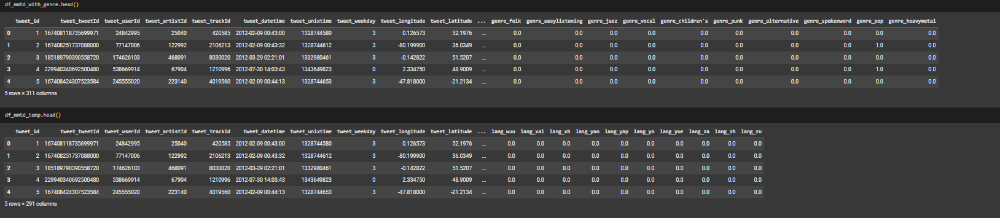 df_mmtd_with_genre.head()
tweet_id tweet_tweetId tweet_userId tweet_artistId tweet_trackId tweet_datetime tweet_unixtime tweet_weekday tweet_longitude tweet_latitude ... genre_folk genre_easylistening genre_jazz genre_vocal genre_children's genre_punk genre_alternative genre_spokenword genre_pop genre_heavymetal
0 1 167408118735699971 24842995 25040 420585 2012-02-09 00:43:00 1328744580 3 0.126573 52.1976 ... 0.0 0.0 0.0 0.0 0.0 0.0 0.0 0.0 0.0 0.0
1 2 167408251737088000 77147006 122992 2106213 2012-02-09 00:43:32 1328744612 3 -80.199900 36.0349 ... 0.0 0.0 0.0 0.0 0.0 0.0 0.0 0.0 1.0 0.0
2 3 185189790390558720 174626103 468091 8030020 2012-03-29 02:21:01 1332980461 3 -0.142822 51.5207 ... 0.0 0.0 0.0 0.0 0.0 0.0 0.0 0.0 0.0 0.0
3 4 229940340692500480 538669914 67904 1210996 2012-07-30 14:03:43 1343649823 0 2.334750 48.9009 ... 0.0 0.0 0.0 0.0 0.0 0.0 0.0 0.0 1.0 0.0
4 5 167408424307523584 245555020 223140 4019560 2012-02-09 00:44:13 1328744653 3 -47.818000 -21.2134 ... 0.0 0.0 0.0 0.0 0.0 0.0 0.0 0.0 0.0 0.0
5 rows × 311 columns
df_mmtd_temp.head()
tweet_id tweet_tweetId tweet_userId tweet_artistId tweet_trackId tweet_datetime tweet_unixtime tweet_weekday tweet_longitude tweet_latitude ... lang_wuu lang_xal lang_xh lang_yao lang_yap lang_yo lang_yue lang_za lang_zh lang_zu
0 1 167408118735699971 24842995 25040 420585 2012-02-09 00:43:00 1328744580 3 0.126573 52.1976 ... 0.0 0.0 0.0 0.0 0.0 0.0 0.0 0.0 0.0 0.0
1 2 167408251737088000 77147006 122992 2106213 2012-02-09 00:43:32 1328744612 3 -80.199900 36.0349 ... 0.0 0.0 0.0 0.0 0.0 0.0 0.0 0.0 0.0 0.0
2 3 185189790390558720 174626103 468091 8030020 2012-03-29 02:21:01 1332980461 3 -0.142822 51.5207 ... 0.0 0.0 0.0 0.0 0.0 0.0 0.0 0.0 0.0 0.0
3 4 229940340692500480 538669914 67904 1210996 2012-07-30 14:03:43 1343649823 0 2.334750 48.9009 ... 0.0 0.0 0.0 0.0 0.0 0.0 0.0 0.0 0.0 0.0
4 5 167408424307523584 245555020 223140 4019560 2012-02-09 00:44:13 1328744653 3 -47.818000 -21.2134 ... 0.0 0.0 0.0 0.0 0.0 0.0 0.0 0.0 0.0 0.0
5 rows × 291 columns